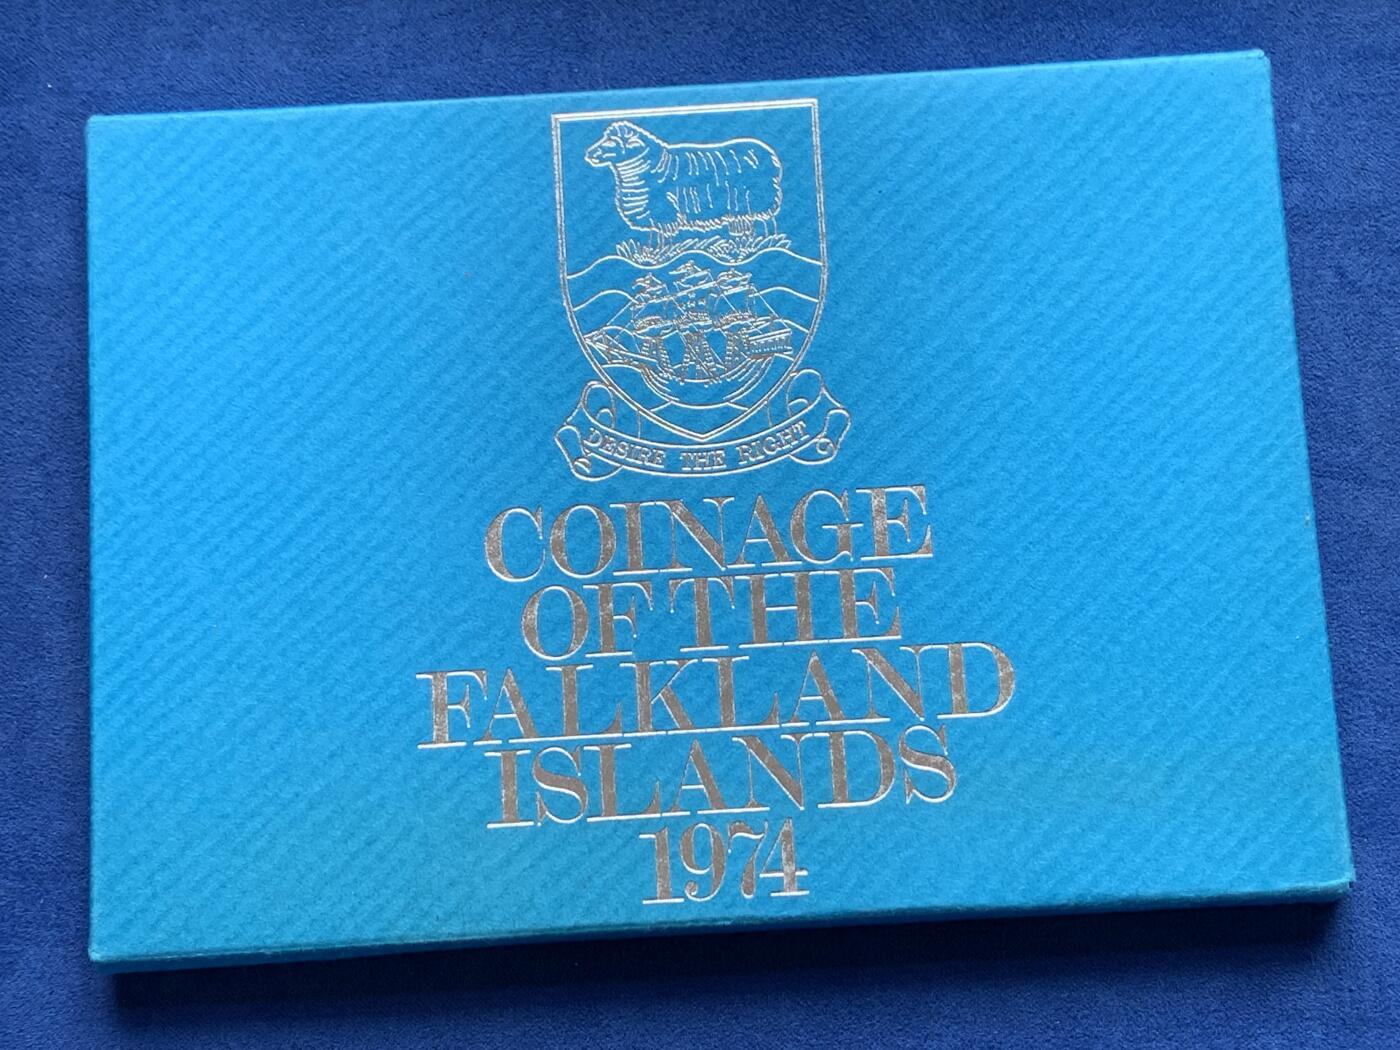 DESIRE THE RIGHT
COINAGE
OF THE
FALKLAND
ISLANDS
1974